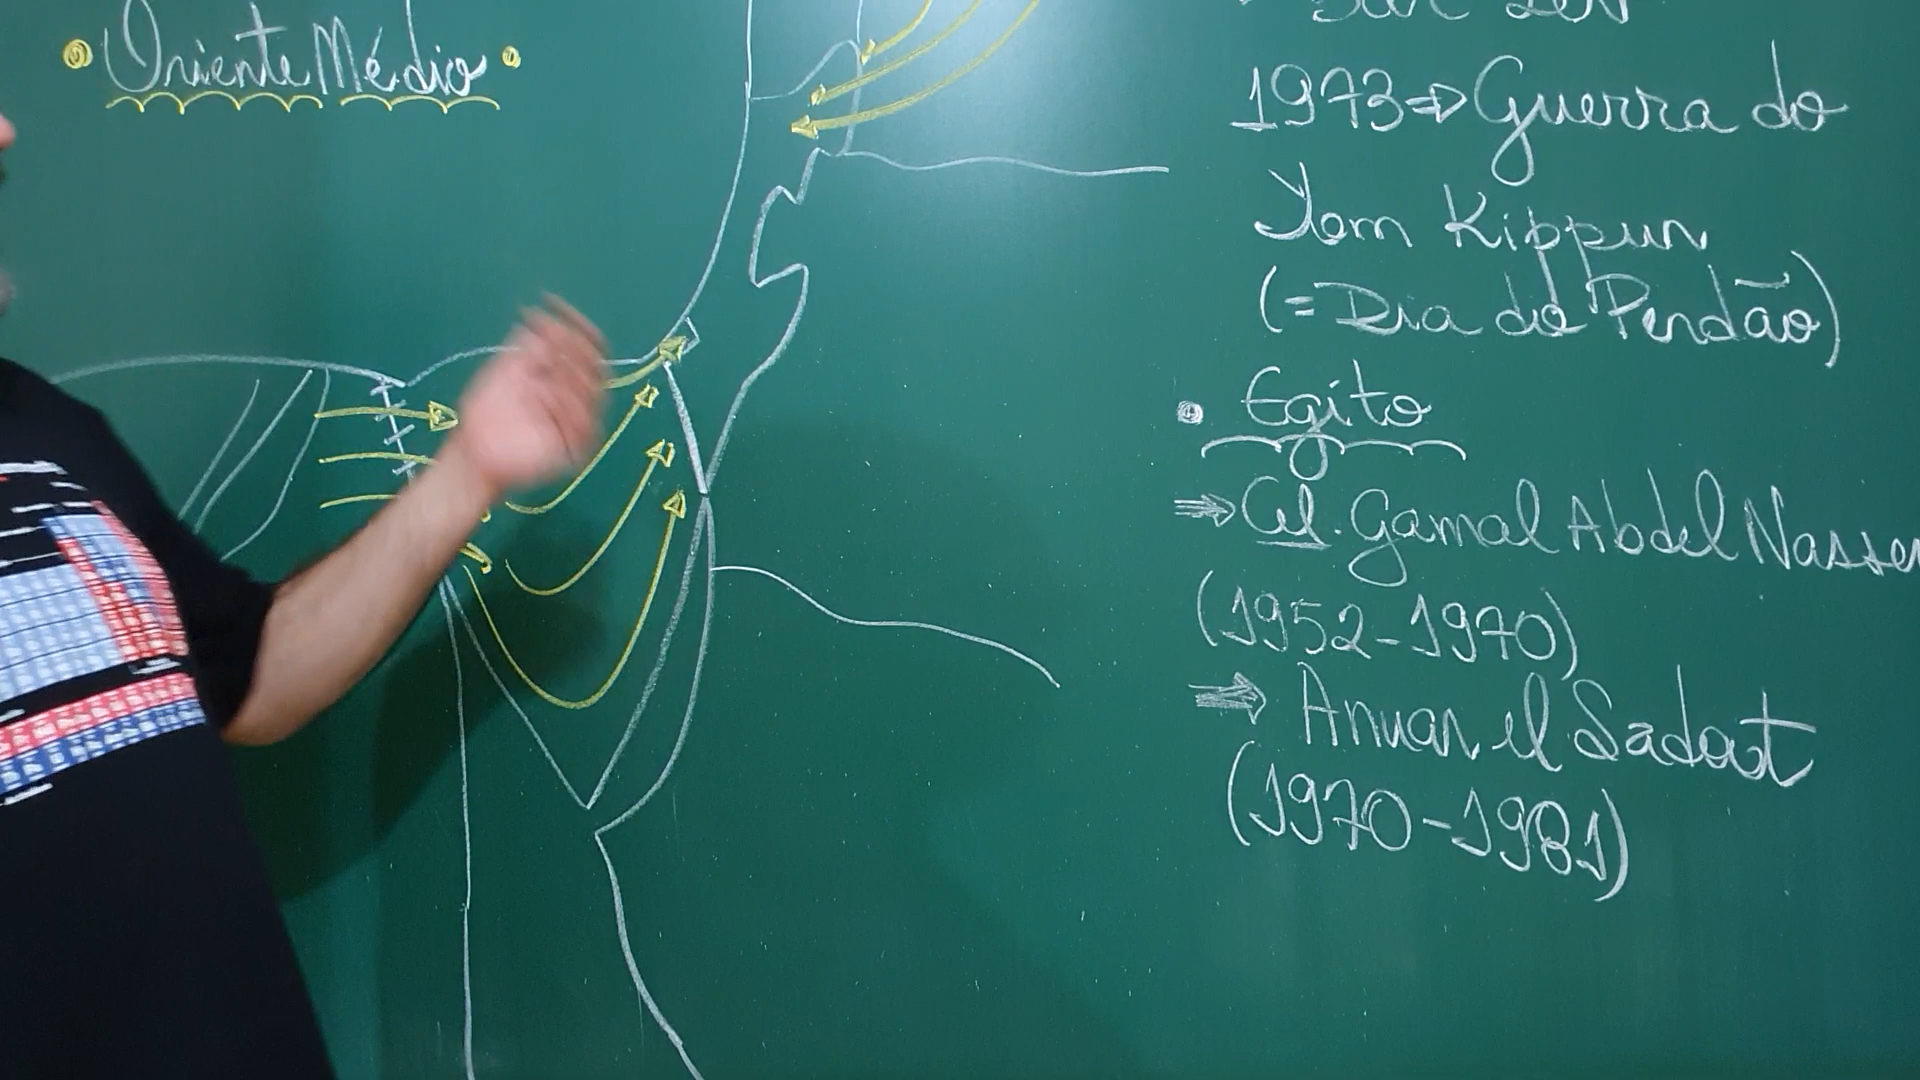 Oriente Médio
1973 ⇒ Guerra do
Yom Kippur
(= Dia do Perdão)
• Egito
⇒ Cel. Gamal Abdel Nasser
(1952-1970)
⇒ Anuar el Sadat
(1970-1981)